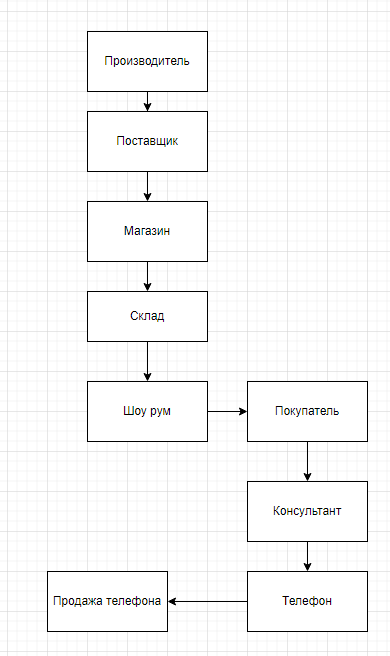 Производитель
Поставщик
Магазин
Склад
Шоу рум
Покупатель
Консультант
Телефон
Продажа телефона